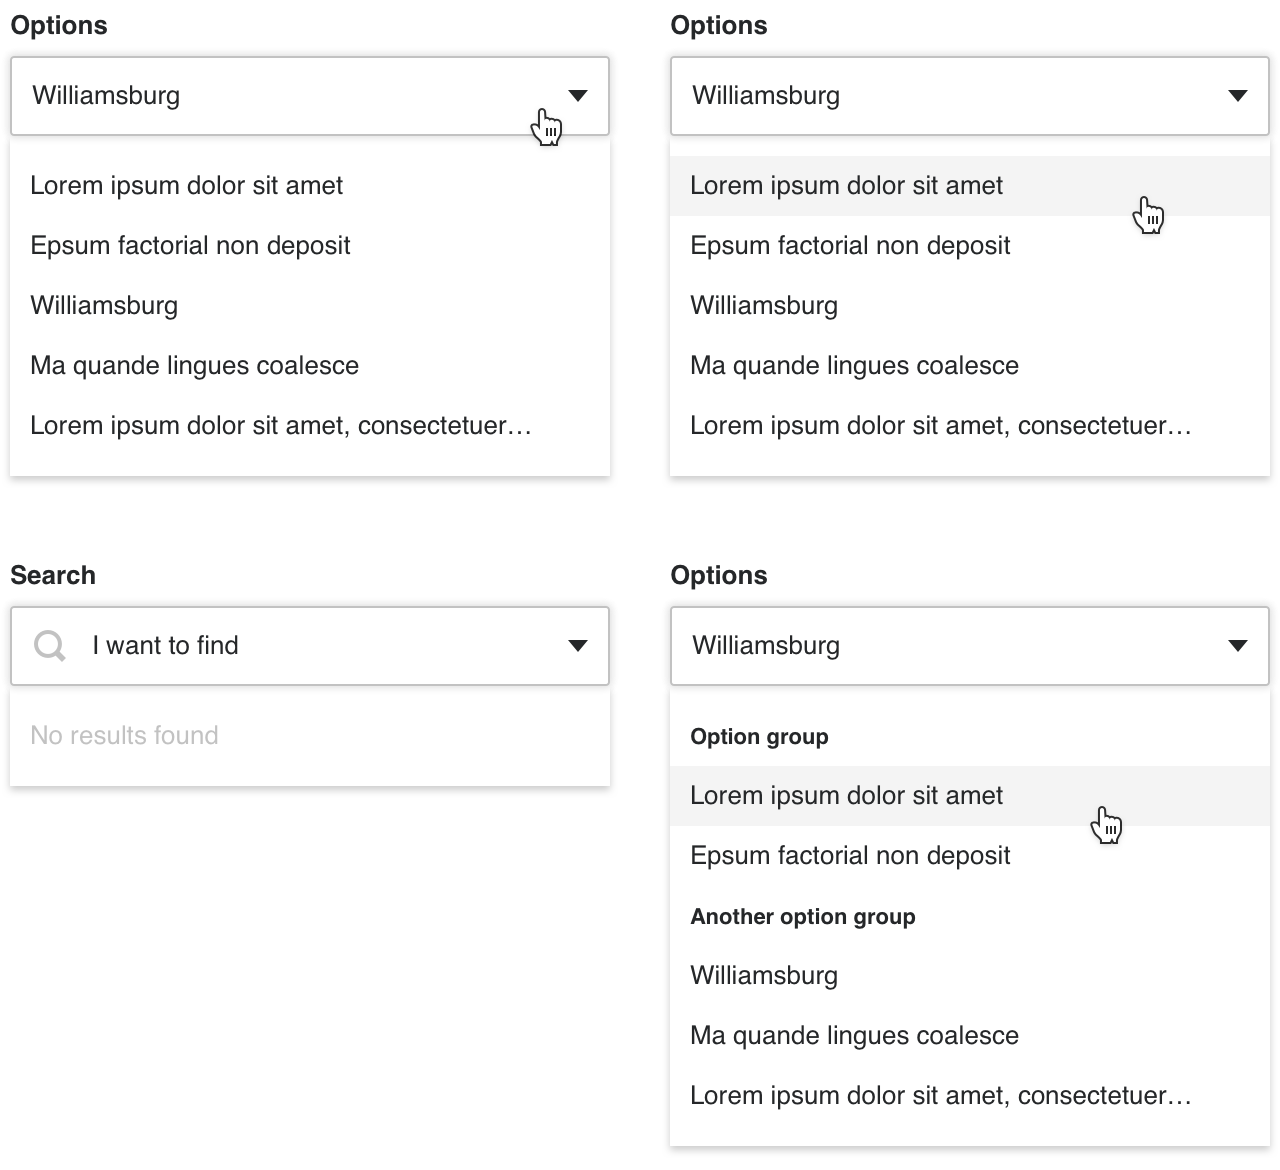 Options
Williamsburg
Lorem ipsum dolor sit amet
Epsum factorial non deposit
Williamsburg
Ma quande lingues coalesce
Lorem ipsum dolor sit amet, consectetuer…
Options
Williamsburg
Lorem ipsum dolor sit amet
Epsum factorial non deposit
Williamsburg
Ma quande lingues coalesce
Lorem ipsum dolor sit amet, consectetuer…
Search
I want to find
No results found
Options
Williamsburg
Option group
Lorem ipsum dolor sit amet
Epsum factorial non deposit
Another option group
Williamsburg
Ma quande lingues coalesce
Lorem ipsum dolor sit amet, consectetuer…